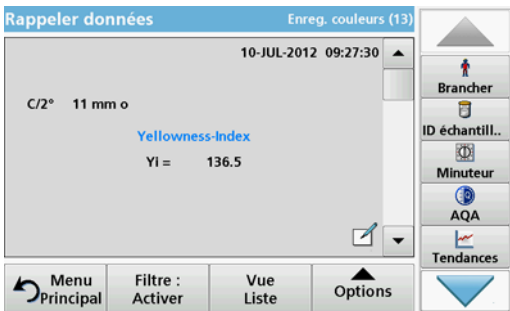 Rappeler données
Enreg. couleurs (13)
10-JUL-2012 09:27:30
C/2° 11 mm o
Yellowness-Index
Yi = 136.5
Brancher
ID échantill..
Minuteur
AQA
Tendances
Menu
Principal
Filtre :
Activer
Vue
Liste
Options